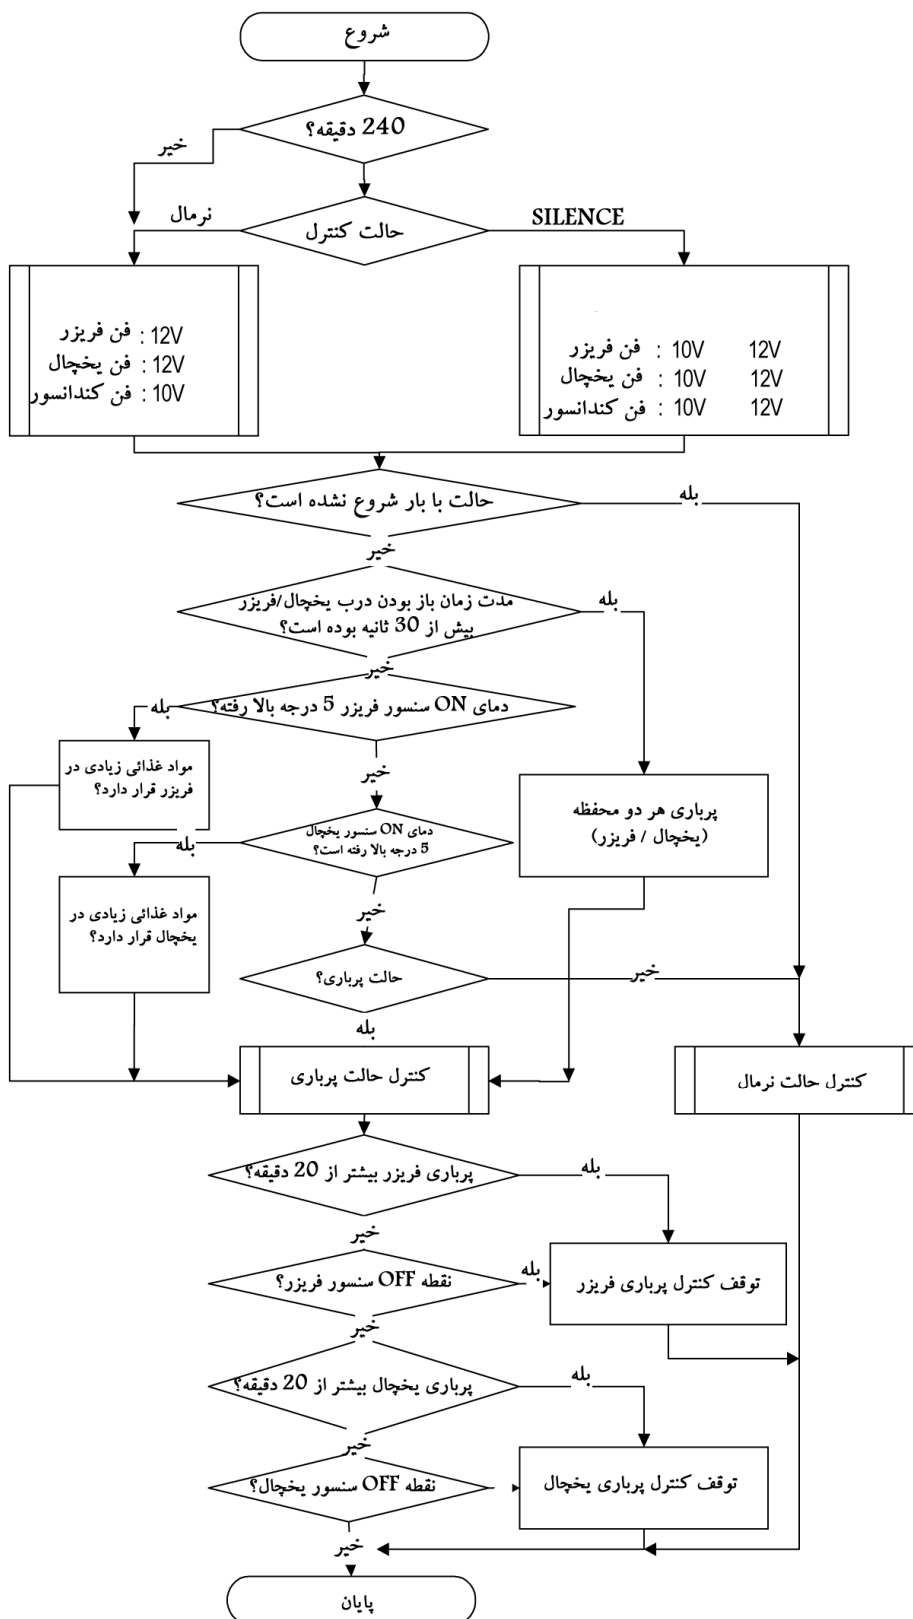 شروع
240 دقیقه؟
خیر
حالت کنترل
نرمال
SILENCE
فن فریزر : 12V
فن یخچال : 12V
فن کندانسور : 10V
فن فریزر : 10V 12V
فن یخچال : 10V 12V
فن کندانسور : 10V 12V
حالت با بار شروع نشده است؟
بله
خیر
مدت زمان باز بودن درب یخچال/فریزر
بیش از 30 ثانیه بوده است؟
بله
خیر
دمای ON سنسور فریزر 5 درجه بالا رفته؟
بله
خیر
مواد غذائی زیادی در
فریزر قرار دارد؟
پرباری هر دو محفظه
(یخچال / فریزر)
دمای ON سنسور یخچال
5 درجه بالا رفته است؟
بله
خیر
مواد غذائی زیادی در
یخچال قرار دارد؟
حالت پرباری؟
خیر
بله
کنترل حالت پرباری
کنترل حالت نرمال
پرباری فریزر بیشتر از 20 دقیقه؟
بله
خیر
نقطه OFF سنسور فریزر؟
بله
توقف کنترل پرباری فریزر
خیر
پرباری یخچال بیشتر از 20 دقیقه؟
بله
خیر
نقطه OFF سنسور یخچال؟
توقف کنترل پرباری یخچال
خیر
پایان